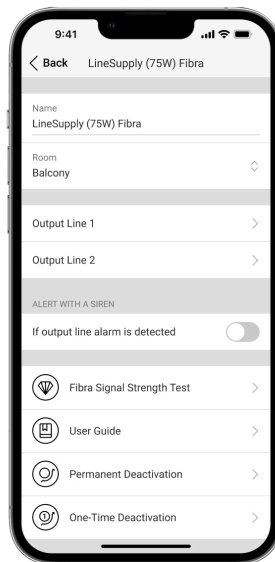 9:41
Back LineSupply (75W) Fibra
Name
LineSupply (75W) Fibra
Room
Balcony
Output Line 1
Output Line 2
ALERT WITH A SIREN
If output line alarm is detected
Fibra Signal Strength Test
User Guide
Permanent Deactivation
1 One-Time Deactivation